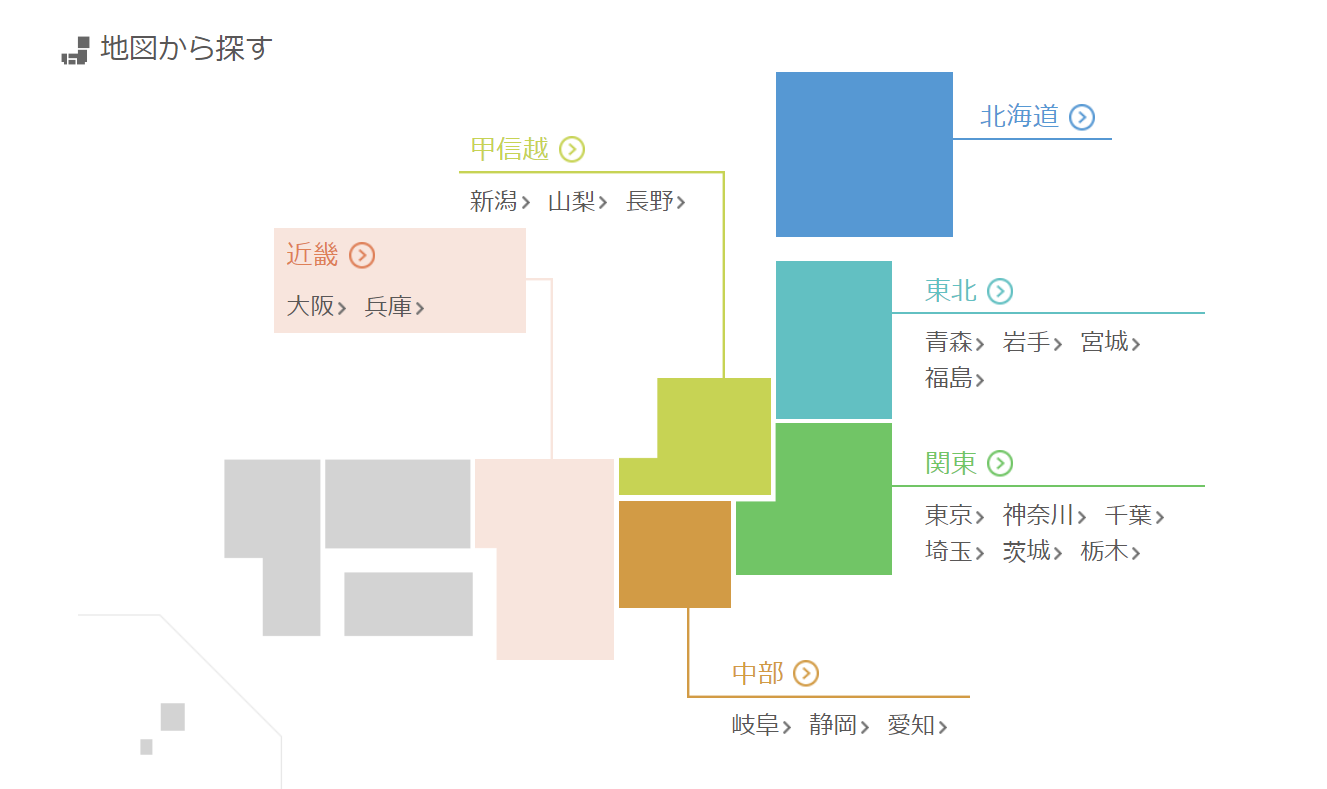 地図から探す
北海道
甲信越
新潟 山梨 長野
近畿
大阪 兵庫
東北
青森 岩手 宮城
福島
関東
東京 神奈川 千葉
埼玉 茨城 栃木
中部
岐阜 静岡 愛知